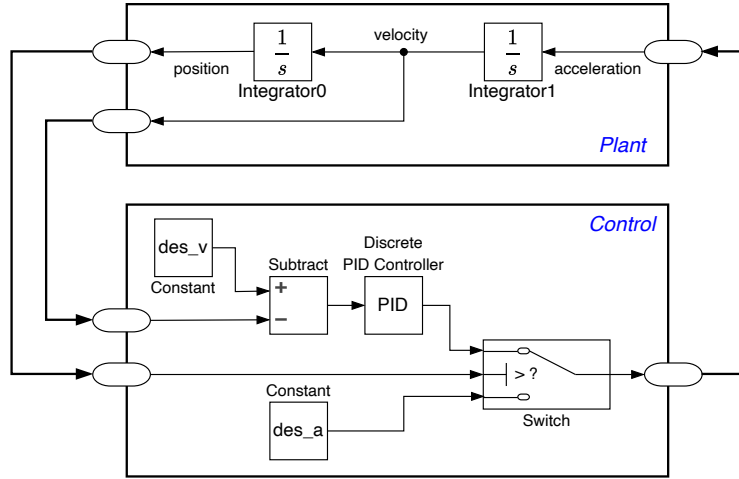 velocity
1
s
1
s
position
acceleration
Integrator0
Integrator1
Plant
Control
des_v
Constant
Subtract
+
−
Discrete
PID Controller
PID
> ?
Switch
Constant
des_a